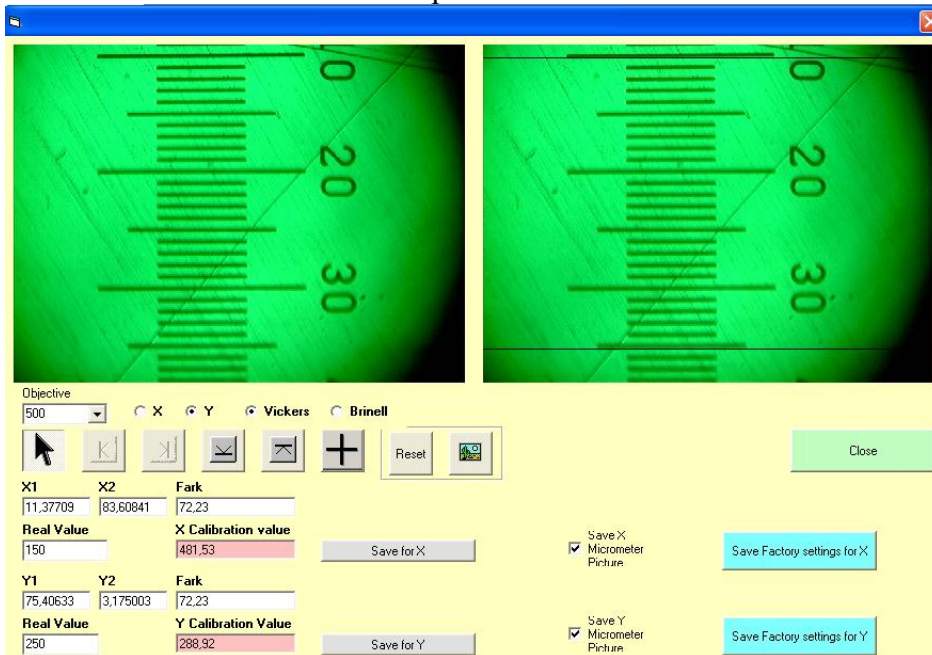 20
30
20
30
Objective
500
X
Y
Vickers
Brinell
Reset
Close
X1 X2 Fark
11,37709 83,60841 72,23
Real Value X Calibration value
150 481,53 Save for X
Save X
Micrometer
Picture
Save Factory settings for X
Y1 Y2 Fark
75,40633 3,175003 72,23
Real Value Y Calibration Value
250 288,92 Save for Y
Save Y
Micrometer
Picture
Save Factory settings for Y